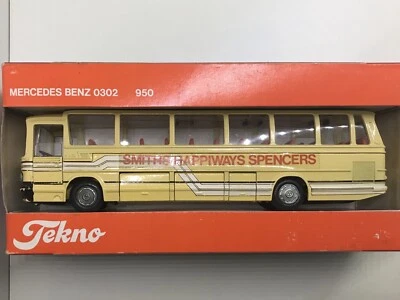 MERCEDES BENZ 0302 950
SMITHS HAPPIWAYS SPENCERS
Tekno